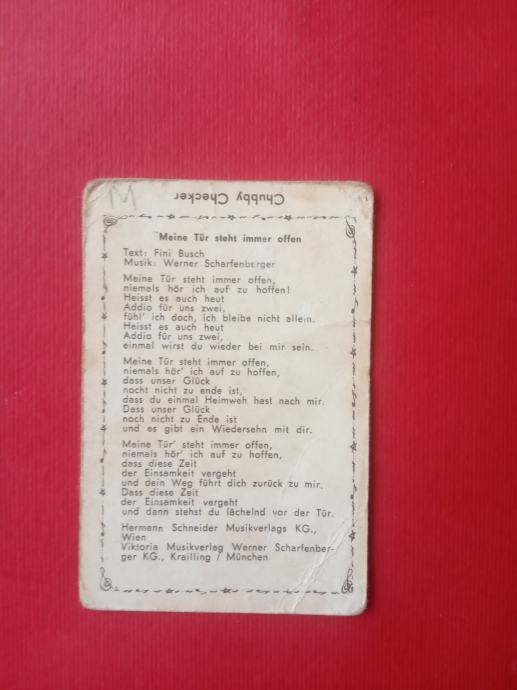 M
Chubby Checker
Meine Tür steht immer offen
Text: Fini Busch
Musik: Werner Scharfenberger
Meine Tür steht immer offen,
niemals hör ich auf zu hoffen!
Heisst es auch heut
Addio für uns zwei,
fühl' ich doch, ich bleibe nicht allein.
Heisst es auch heut
Addio für uns zwei,
einmal wirst du wieder bei mir sein.
Meine Tür steht immer offen,
niemals hör' ich auf zu hoffen,
dass unser Glück
nocht nicht zu ende ist,
dass du einmal Heimweh hast nach mir.
Dass unser Glück
noch nicht zu Ende ist
und es gibt ein Wiedersehn mit dir.
Meine Tür' steht immer offen,
niemals hör' ich auf zu hoffen,
dass diese Zeit
der Einsamkeit vergeht
und dein Weg führt dich zurück zu mir.
Dass diese Zeit
der Einsamkeit vergeht
und dann stehst du lächelnd vor der Tür.
Hermann Schneider Musikverlags KG.,
Wien
Viktoria Musikverlag Werner Scharfenber-
ger KG., Krailling / München